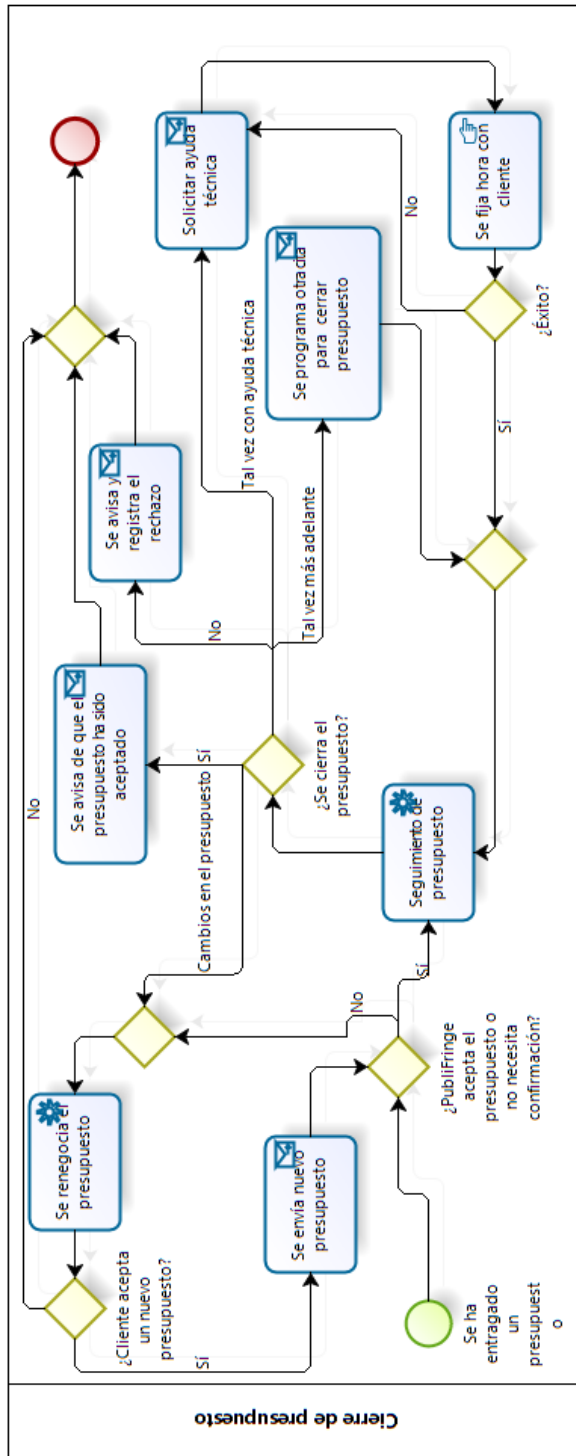 Cierre de presupuesto
Se ha
entragado
un
presupuest
o
¿Cliente acepta
un nuevo
presupuesto?
No
Sí
Se renegocia el
presupuesto
Se envía nuevo
presupuesto
¿PubliFringe
acepta el
presupuesto o
no necesita
confirmación?
No
Sí
Cambios en el presupuesto
Seguimiento de
presupuesto
¿Se cierra el
presupuesto?
Sí
Se avisa de que el
presupuesto ha sido
aceptado
No
Se avisa y
registra el
rechazo
Tal vez más adelante
Tal vez con ayuda técnica
Se programa otra cita
para cerrar
presupuesto
Solicitar ayuda
técnica
Se fija hora con
cliente
¿Éxito?
No
Sí